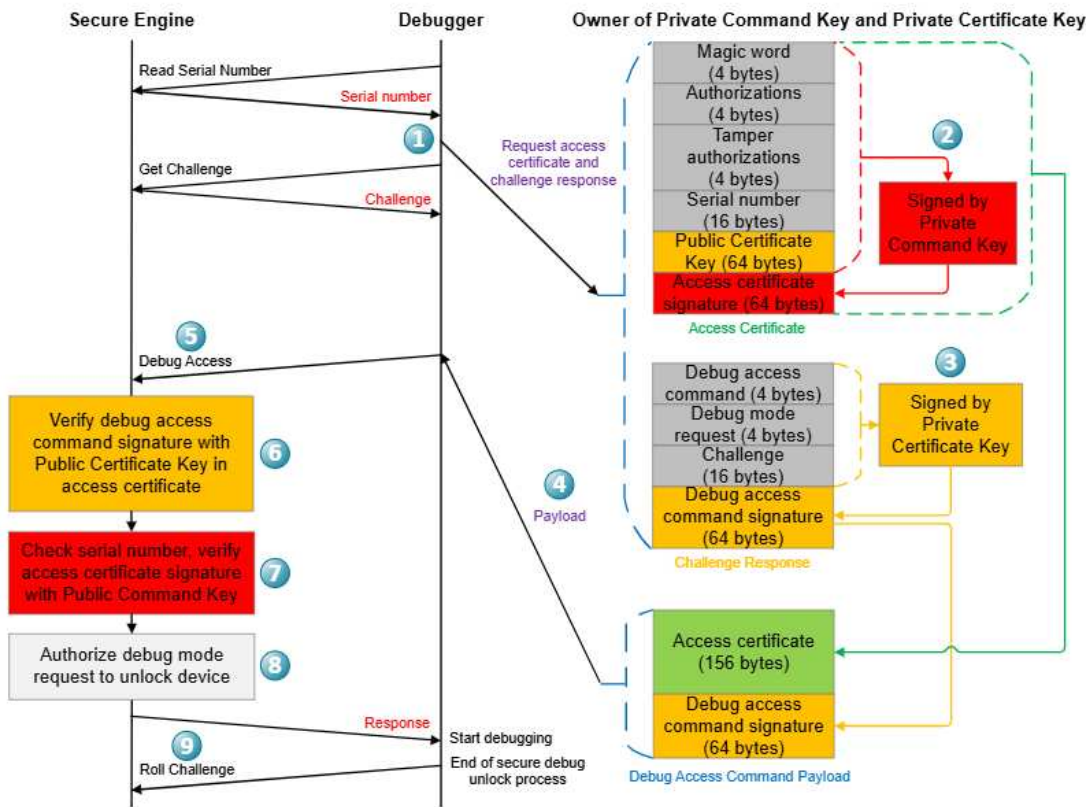 Secure Engine
Debugger
Owner of Private Command Key and Private Certificate Key
Read Serial Number
Serial number
1
Get Challenge
Challenge
Request access
certificate and
challenge response
Magic word
(4 bytes)
Authorizations
(4 bytes)
Tamper
authorizations
(4 bytes)
Serial number
(16 bytes)
Public Certificate
Key (64 bytes)
Access certificate
signature (64 bytes)
Access Certificate
2
Signed by
Private
Command Key
5
Debug Access
Debug access
command (4 bytes)
Debug mode
request (4 bytes)
Challenge
(16 bytes)
Debug access
command signature
(64 bytes)
Challenge Response
3
Signed by
Private
Certificate Key
Verify debug access
command signature with
Public Certificate Key in
access certificate
6
4
Payload
Check serial number, verify
access certificate signature
with Public Command Key
7
Authorize debug mode
request to unlock device
8
Access certificate
(156 bytes)
Debug access
command signature
(64 bytes)
Debug Access Command Payload
Response
Start debugging
9
Roll Challenge
End of secure debug
unlock process